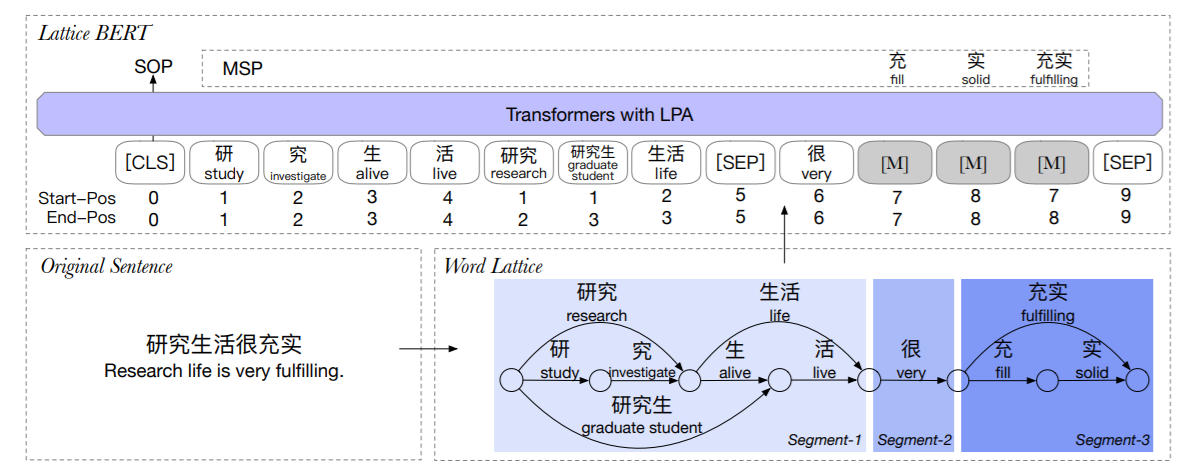 Lattice BERT
SOP
MSP
充 实 充实
fill solid fulfilling
Transformers with LPA
[CLS] 研 究 生 活 研究 研究生 生活 [SEP] 很 [M] [M] [M] [SEP]
study investigate alive live research graduate student life very
Start-Pos 0 1 2 3 4 1 1 2 5 6 7 8 7 9
End-Pos 0 1 2 3 4 2 3 3 5 6 7 8 8 9
Original Sentence
研究生活很充实
Research life is very fulfilling.
Word Lattice
研究 生活 充实
research life fulfilling
研 究 生 活 很 充 实
study investigate alive live very fill solid
研究生
graduate student
Segment-1 Segment-2 Segment-3